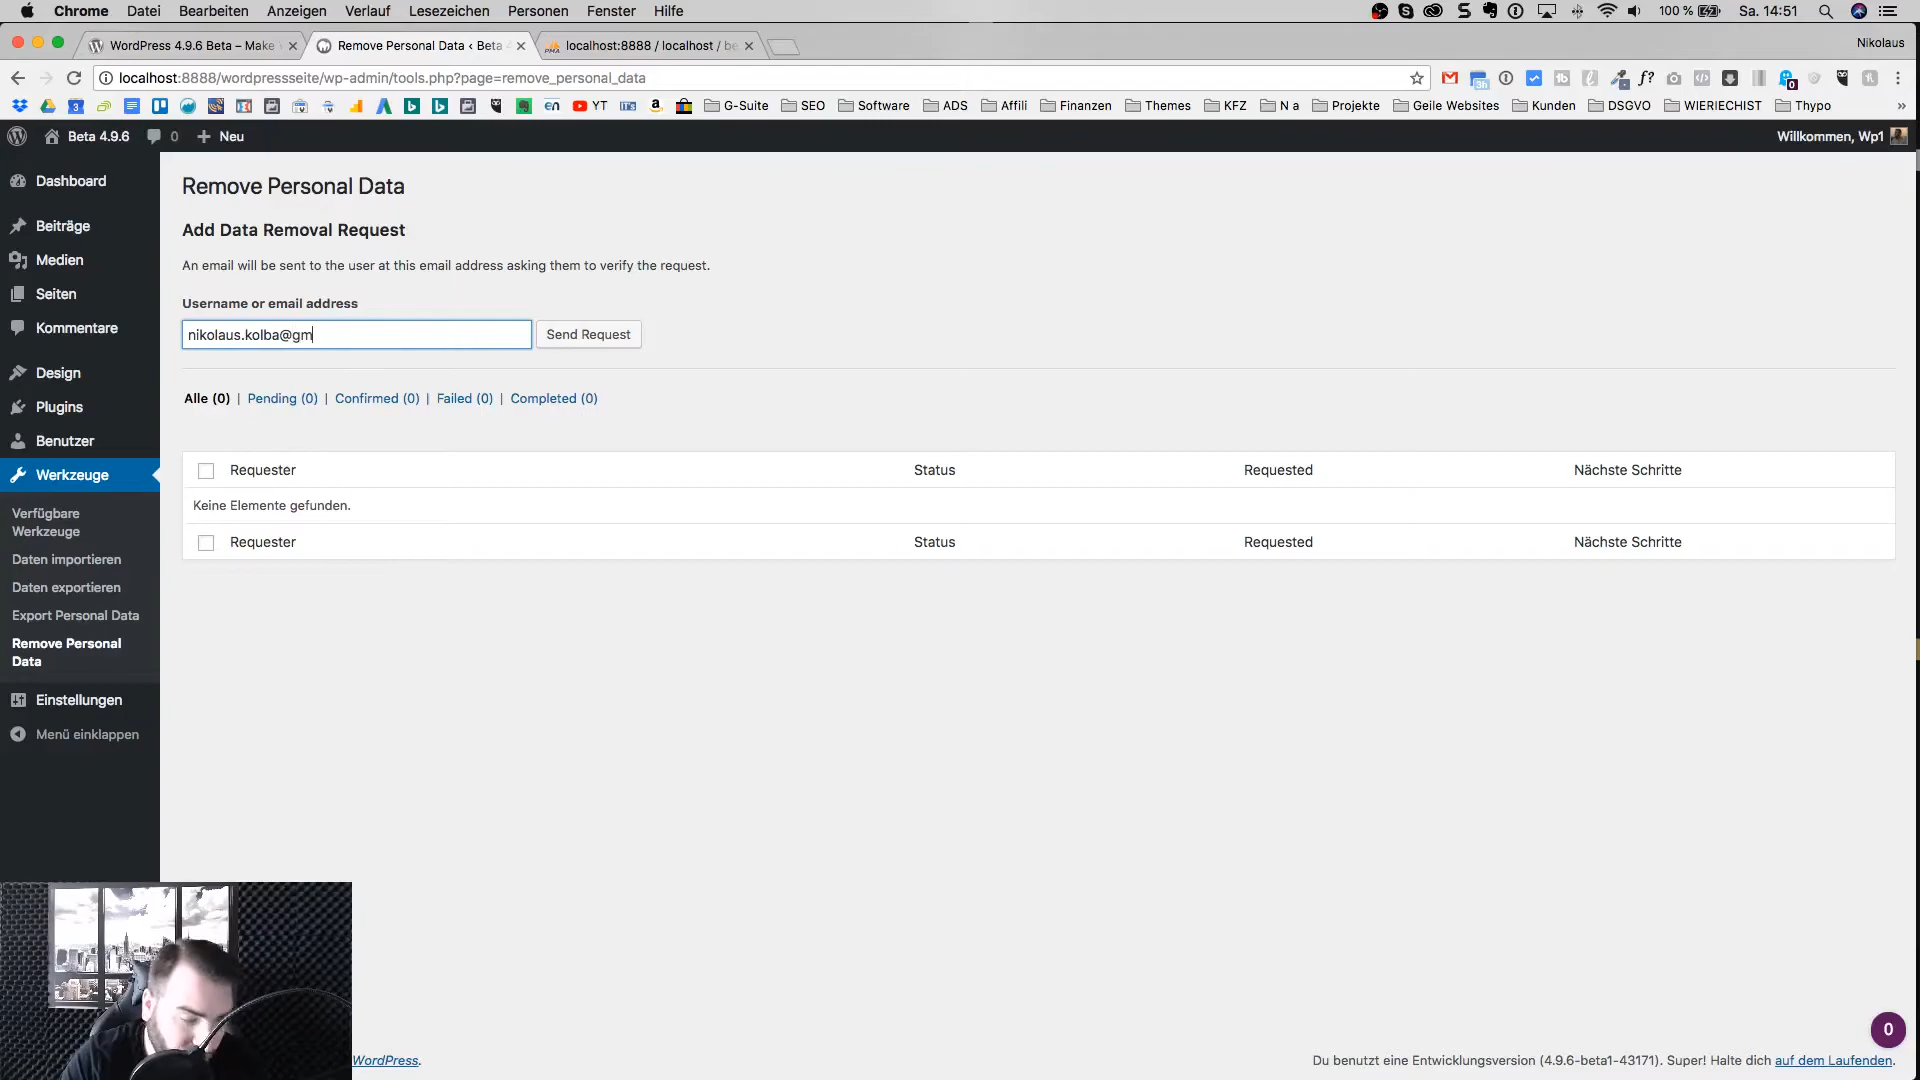 Chrome Datei Bearbeiten Anzeigen Verlauf Lesezeichen Personen Fenster Hilfe 100 % Sa. 14:51
WordPress 4.9.6 Beta – Make Remove Personal Data ‹ Beta 4 localhost:8888 / localhost / be Nikolaus
localhost:8888/wordpressseite/wp-admin/tools.php?page=remove_personal_data
YT G-Suite SEO Software ADS Affili Finanzen Themes KFZ N a Projekte Geile Websites Kunden DSGVO WIERIECHIST Thypo »
Beta 4.9.6 0 + Neu Willkommen, Wp1
Dashboard
Beiträge
Medien
Seiten
Kommentare
Design
Plugins
Benutzer
Werkzeuge
Verfügbare
Werkzeuge
Daten importieren
Daten exportieren
Export Personal Data
Remove Personal
Data
Einstellungen
Menü einklappen
Remove Personal Data
Add Data Removal Request
An email will be sent to the user at this email address asking them to verify the request.
Username or email address
nikolaus.kolba@gm Send Request
Alle (0) | Pending (0) | Confirmed (0) | Failed (0) | Completed (0)
Requester Status Requested Nächste Schritte
Keine Elemente gefunden.
Requester Status Requested Nächste Schritte
0
WordPress. Du benutzt eine Entwicklungsversion (4.9.6-beta1-43171). Super! Halte dich auf dem Laufenden.